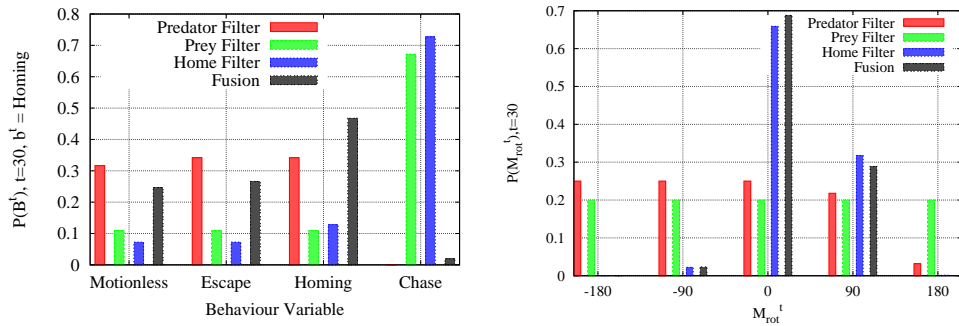 P(B^t), t=30, b^t = Homing
0.8
0.7
0.6
0.5
0.4
0.3
0.2
0.1
0
Predator Filter
Prey Filter
Home Filter
Fusion
Motionless Escape Homing Chase
Behaviour Variable
P(M_rot^t),t=30
0.7
0.6
0.5
0.4
0.3
0.2
0.1
0
Predator Filter
Prey Filter
Home Filter
Fusion
-180 -90 0 90 180
M_rot^t